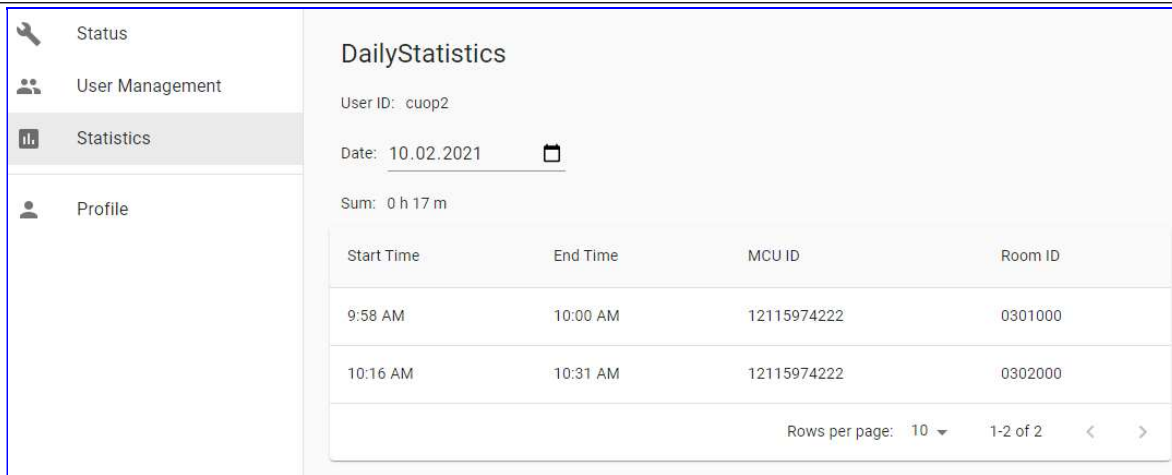 Status
User Management
Statistics
Profile
DailyStatistics
User ID: cuop2
Date: 10.02.2021
Sum: 0 h 17 m
Start Time End Time MCU ID Room ID
9:58 AM 10:00 AM 12115974222 0301000
10:16 AM 10:31 AM 12115974222 0302000
Rows per page: 10 1-2 of 2